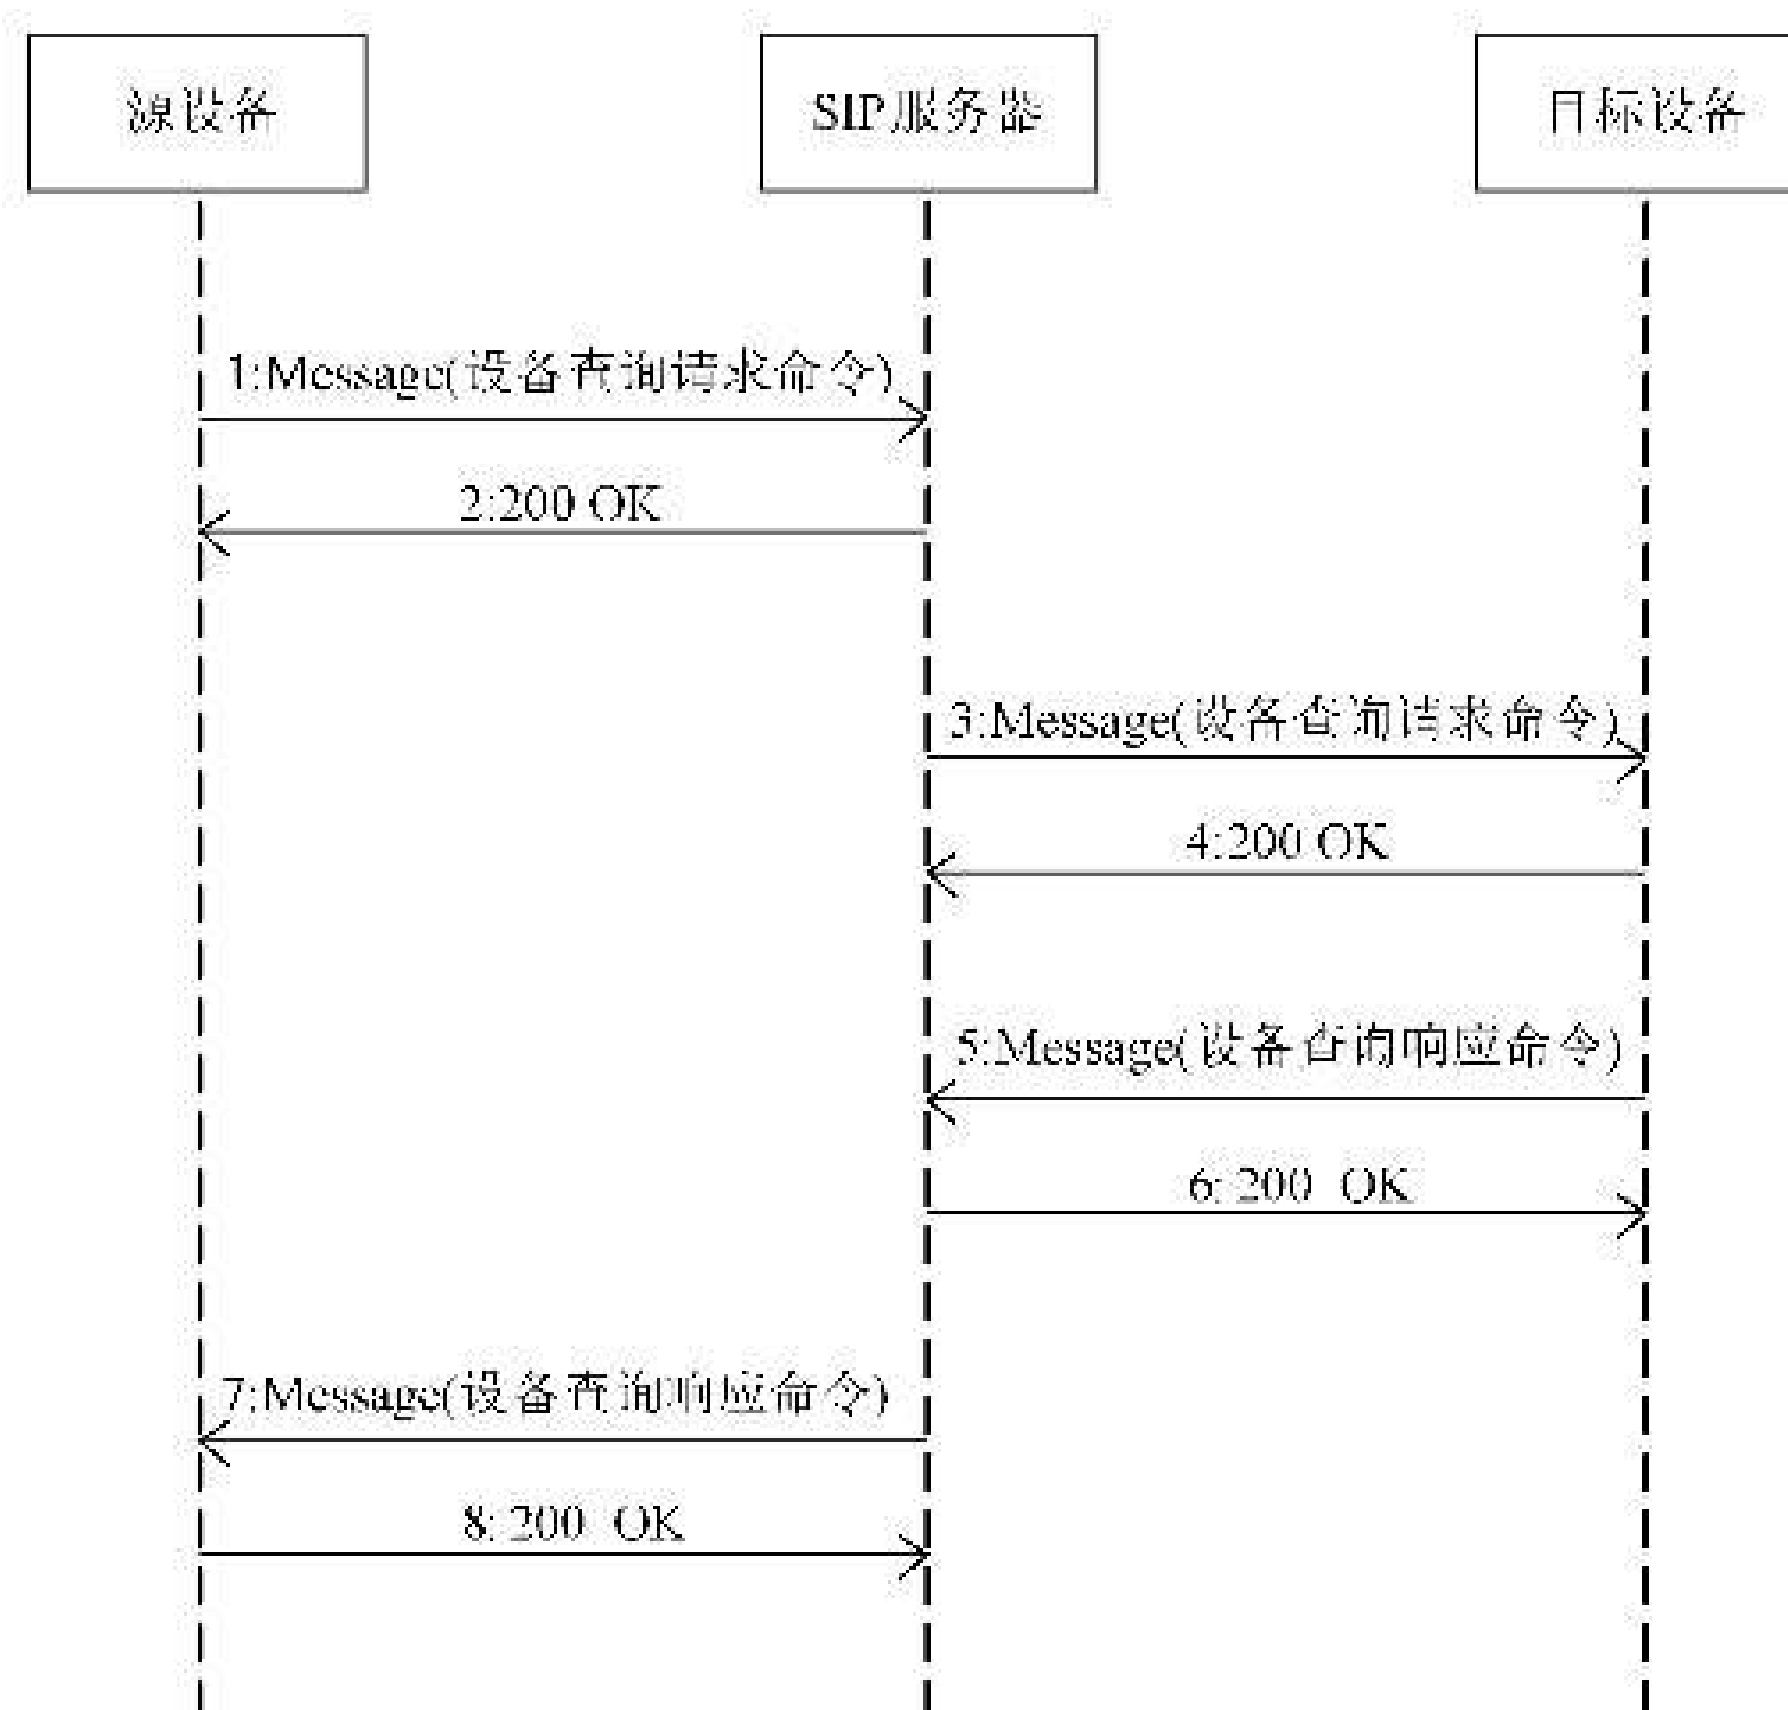 源设备
SIP服务器
目标设备
1:Message(设备查询请求命令)
2:200 OK
3:Message(设备查询请求命令)
4:200 OK
5:Message(设备查询响应命令)
6: 200 OK
7:Message(设备查询响应命令)
8: 200 OK